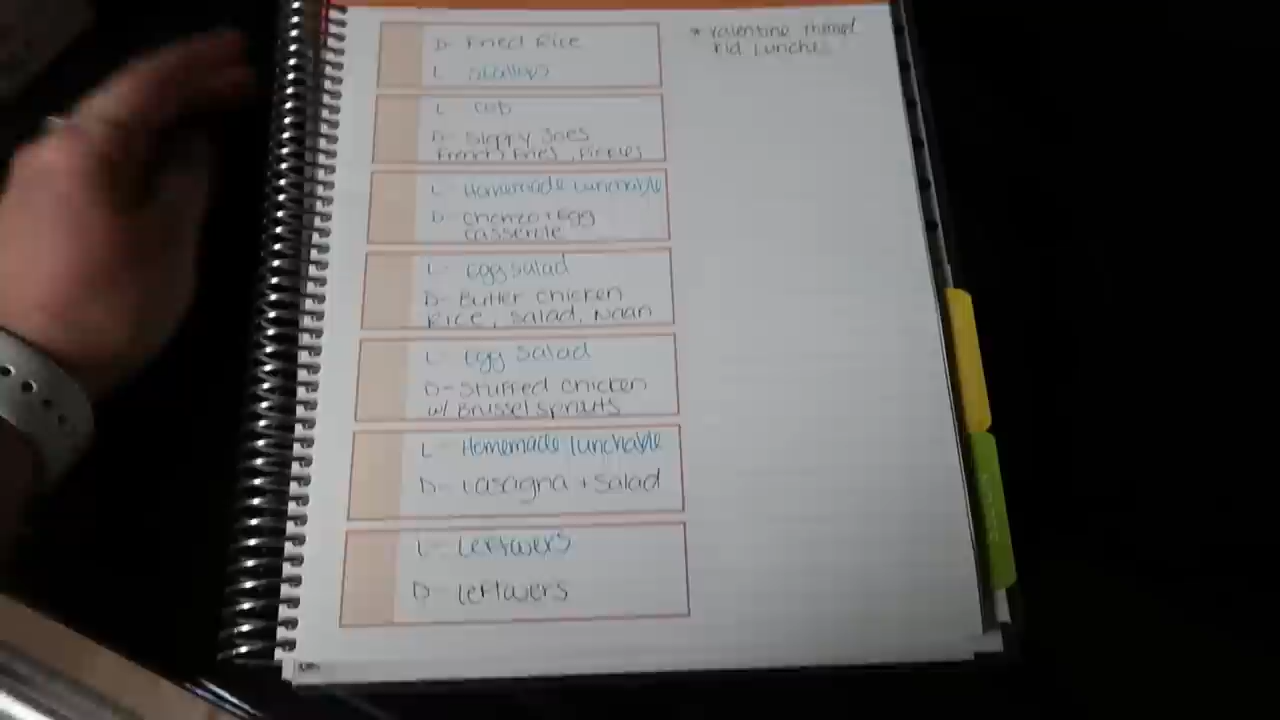 D- Fried Rice
L- Scallops
L- COB
D- Sloppy Joes
French Fries, Pickles
L- Homemade Lunchable
D- Chorizo + Egg
casserole
L- Egg salad
D- Butter chicken
Rice, Salad, Naan
L- Egg Salad
D- Stuffed chicken
w/ Brussel sprouts
L- Homemade lunchable
D- Lasagna + Salad
L- Leftovers
D- Leftovers
* Valentine themed
Kid Lunches